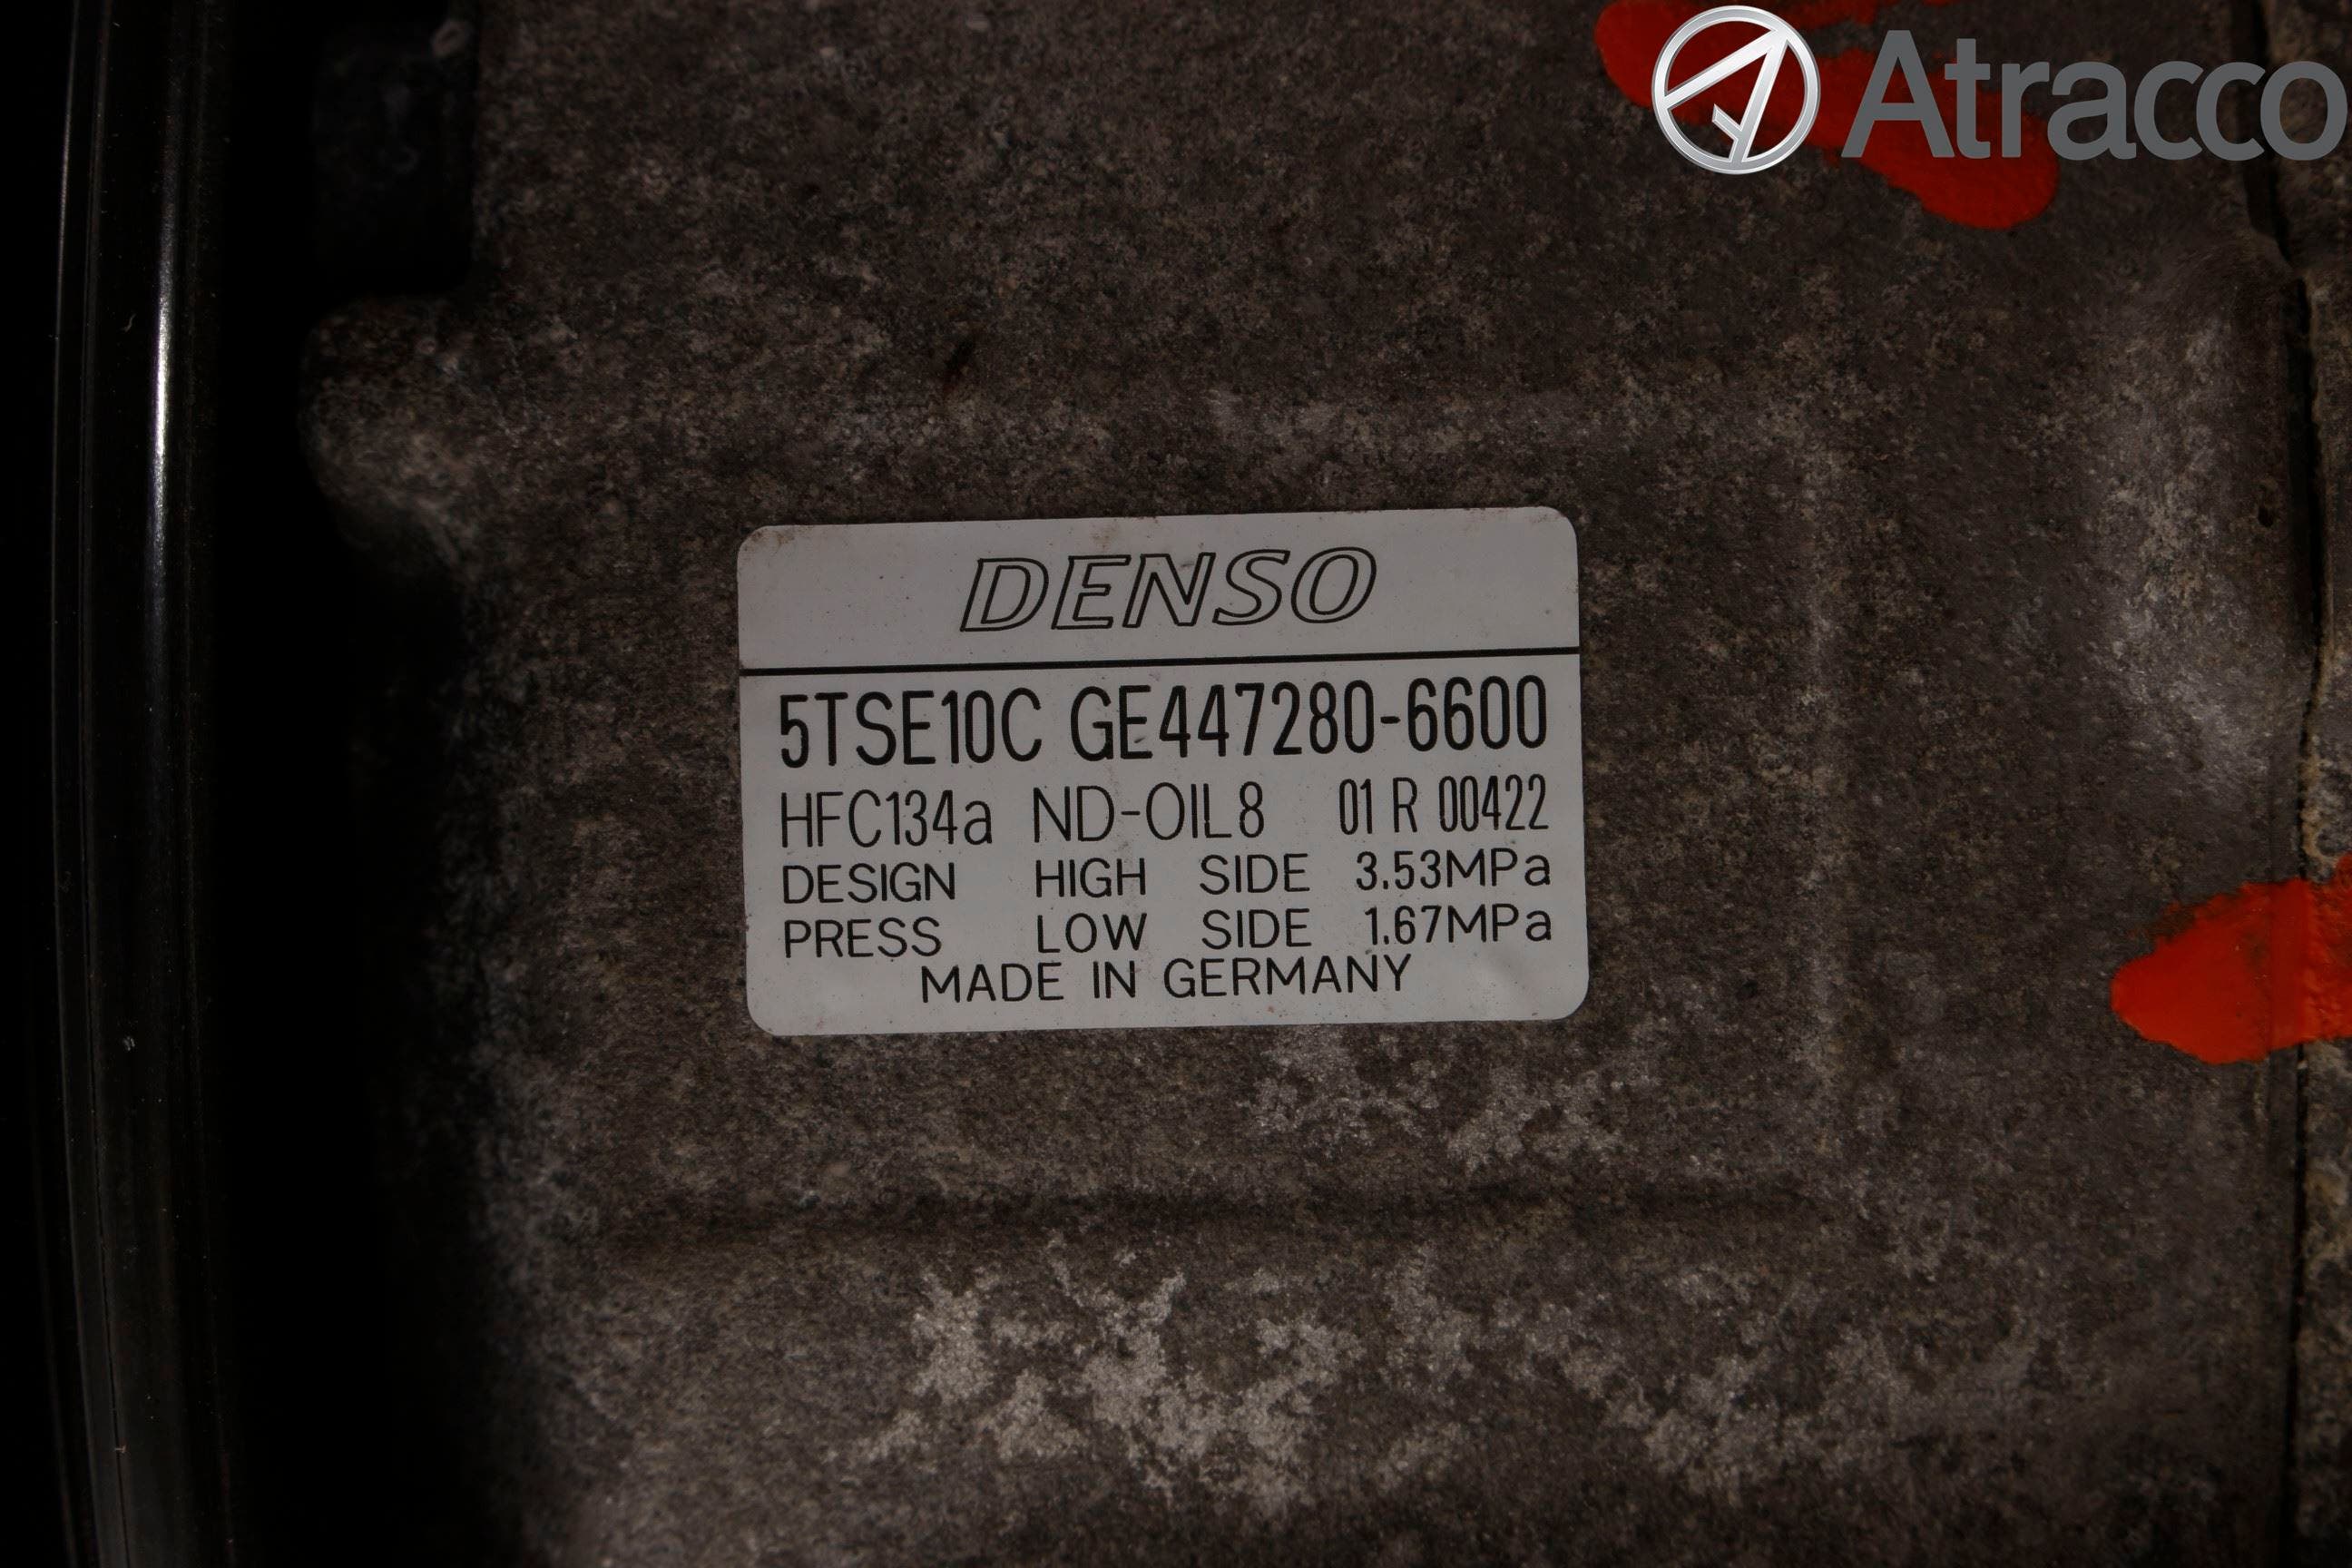 Atracco
DENSO
5TSE10C GE447280-6600
HFC134a ND-OIL8 01 R 00422
DESIGN HIGH SIDE 3.53MPa
PRESS LOW SIDE 1.67MPa
MADE IN GERMANY